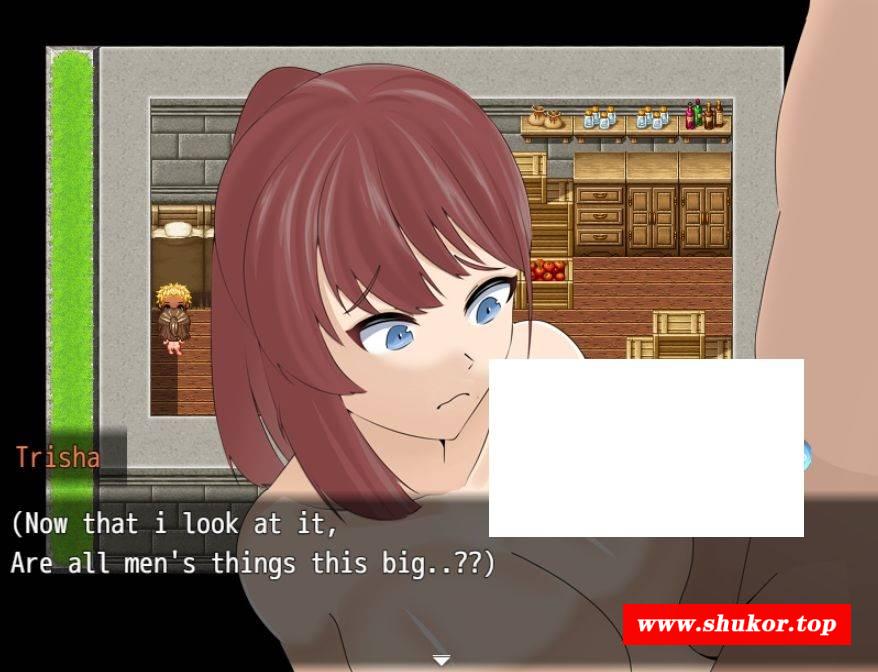 Trisha
(Now that i look at it,
Are all men's things this big..??)
www.shukor.top